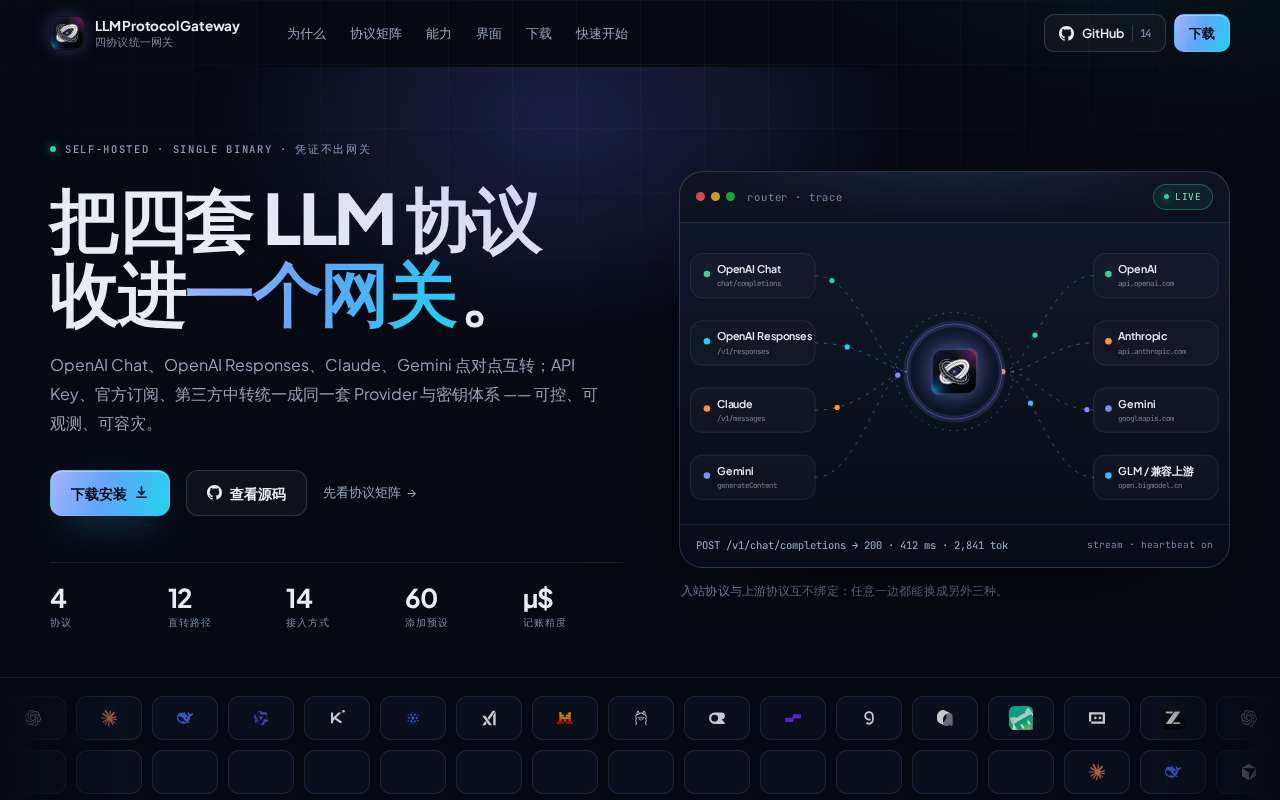 LLMProtocolGateway
四协议统一网关
为什么 协议矩阵 能力 界面 下载 快速开始
GitHub 14 下载
SELF-HOSTED · SINGLE BINARY · 凭证不出网关
把四套 LLM 协议
收进一个网关。
OpenAI Chat、OpenAI Responses、Claude、Gemini 点对点互转；API
Key、官方订阅、第三方中转统一成同一套 Provider 与密钥体系 —— 可控、可
观测、可容灾。
下载安装 查看源码 先看协议矩阵 →
4 12 14 60 μ$
协议 直转路径 接入方式 添加预设 记账精度
router · trace LIVE
OpenAI Chat
chat/completions
OpenAI Responses
/v1/responses
Claude
/v1/messages
Gemini
generateContent
OpenAI
api.openai.com
Anthropic
api.anthropic.com
Gemini
googleapis.com
GLM / 兼容上游
open.bigmodel.cn
POST /v1/chat/completions → 200 · 412 ms · 2,841 tok stream · heartbeat on
入站协议与上游协议互不绑定：任意一边都能换成另外三种。